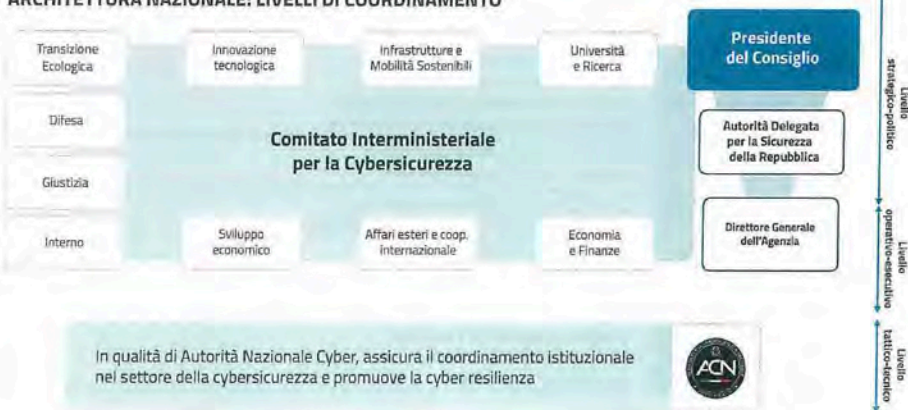 ARCHITETTURA NAZIONALE: LIVELLI DI COORDINAMENTO
Transizione
Ecologica
Innovazione
tecnologica
Infrastrutture e
Mobilità Sostenibili
Università
e Ricerca
Presidente
del Consiglio
Difesa
Giustizia
Interno
Comitato Interministeriale
per la Cybersicurezza
Autorità Delegata
per la Sicurezza
della Repubblica
Sviluppo
economico
Affari esteri e coop.
internazionale
Economia
e Finanze
Direttore Generale
dell'Agenzia
Livello
strategico-politico
Livello
operativo-esecutivo
Livello
tattico-tecnico
In qualità di Autorità Nazionale Cyber, assicura il coordinamento istituzionale
nel settore della cybersicurezza e promuove la cyber resilienza
ACN